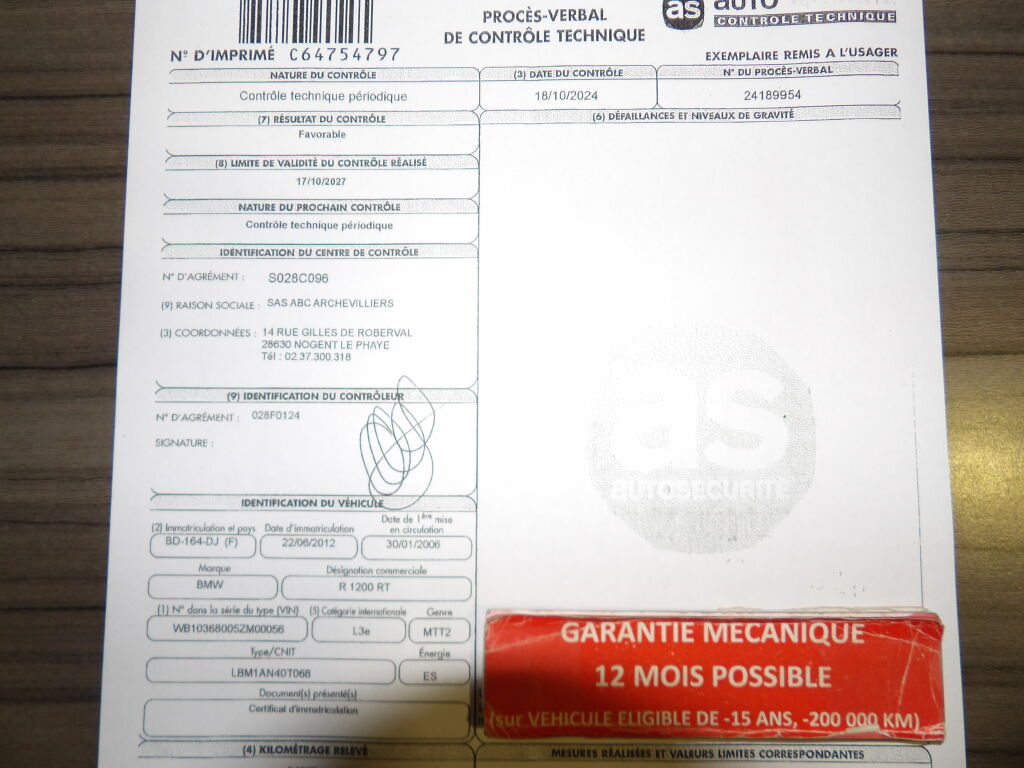 PROCÈS-VERBAL
DE CONTRÔLE TECHNIQUE
as AUTO
CONTROLE TECHNIQUE
N° D'IMPRIMÉ C64754797
EXEMPLAIRE REMIS A L'USAGER
NATURE DU CONTRÔLE
Contrôle technique périodique
(3) DATE DU CONTRÔLE
18/10/2024
N° DU PROCÈS-VERBAL
24189954
(7) RÉSULTAT DU CONTRÔLE
Favorable
(6) DÉFAILLANCES ET NIVEAUX DE GRAVITÉ
(8) LIMITE DE VALIDITÉ DU CONTRÔLE RÉALISÉ
17/10/2027
NATURE DU PROCHAIN CONTRÔLE
Contrôle technique périodique
IDENTIFICATION DU CENTRE DE CONTRÔLE
N° D'AGRÉMENT : S028C096
(9) RAISON SOCIALE : SAS ABC ARCHEVILLIERS
(3) COORDONNÉES : 14 RUE GILLES DE ROBERVAL
28630 NOGENT LE PHAYE
Tél : 02.37.300.318
(9) IDENTIFICATION DU CONTRÔLEUR
N° D'AGRÉMENT : 028F0124
SIGNATURE :
as
AUTOSECURITE
IDENTIFICATION DU VÉHICULE
(2) Immatriculation et pays Date d'immatriculation Date de 1ère mise
en circulation
BD-164-DJ (F) 22/06/2012 30/01/2006
Marque Désignation commerciale
BMW R 1200 RT
(1) N° dans la série du type (VIN) (5) Catégorie internationale Genre
WB10368005ZM00056 L3e MTT2
Type/CNIT Énergie
LBM1AN40T068 ES
Document(s) présenté(s)
Certificat d'immatriculation
GARANTIE MECANIQUE
12 MOIS POSSIBLE
(sur VEHICULE ELIGIBLE DE -15 ANS, -200 000 KM)
(4) KILOMÉTRAGE RELEVÉ
MESURES RÉALISÉES ET VALEURS LIMITES CORRESPONDANTES